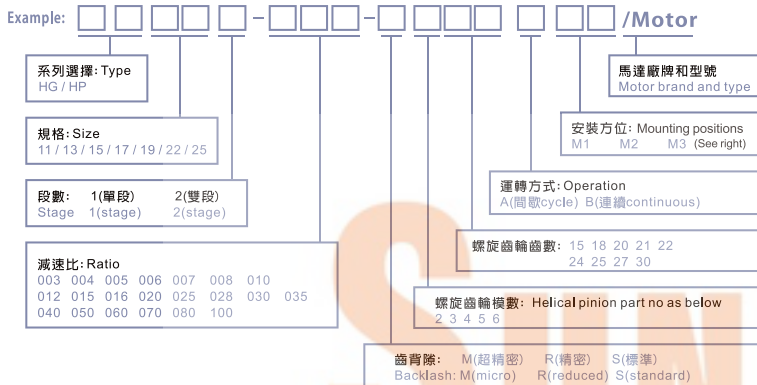 Example: □ □ □□ □ - □□□ - □ □□□ □ □□ /Motor
系列選擇: Type
HG / HP
馬達廠牌和型號
Motor brand and type
規格: Size
11 / 13 / 15 / 17 / 19 / 22 / 25
安裝方位: Mounting positions
M1 M2 M3 (See right)
段數: 1(單段) 2(雙段)
Stage 1(stage) 2(stage)
運轉方式: Operation
A(間歇cycle) B(連續continuous)
減速比: Ratio
003 004 005 006 007 008 010
012 015 016 020 025 028 030 035
040 050 060 070 080 100
螺旋齒輪齒數: 15 18 20 21 22
24 25 27 30
螺旋齒輪模數: Helical pinion part no as below
2 3 4 5 6
齒背隙: M(超精密) R(精密) S(標準)
Backlash: M(micro) R(reduced) S(standard)
SUN